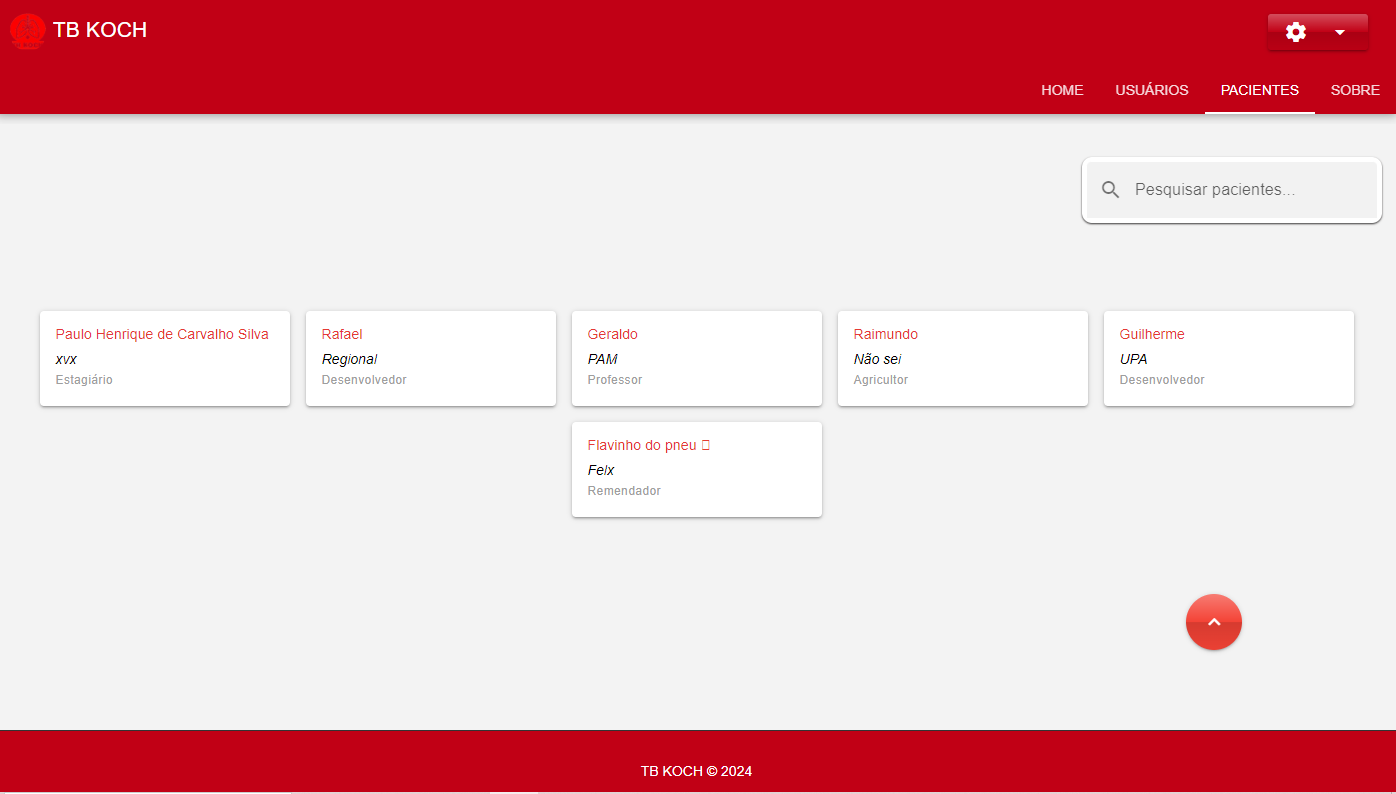 TB KOCH
HOME USUÁRIOS PACIENTES SOBRE
Pesquisar pacientes...
Paulo Henrique de Carvalho Silva
xvx
Estagiário
Rafael
Regional
Desenvolvedor
Geraldo
PAM
Professor
Raimundo
Não sei
Agricultor
Guilherme
UPA
Desenvolvedor
Flavinho do pneu
Felx
Remendador
TB KOCH © 2024